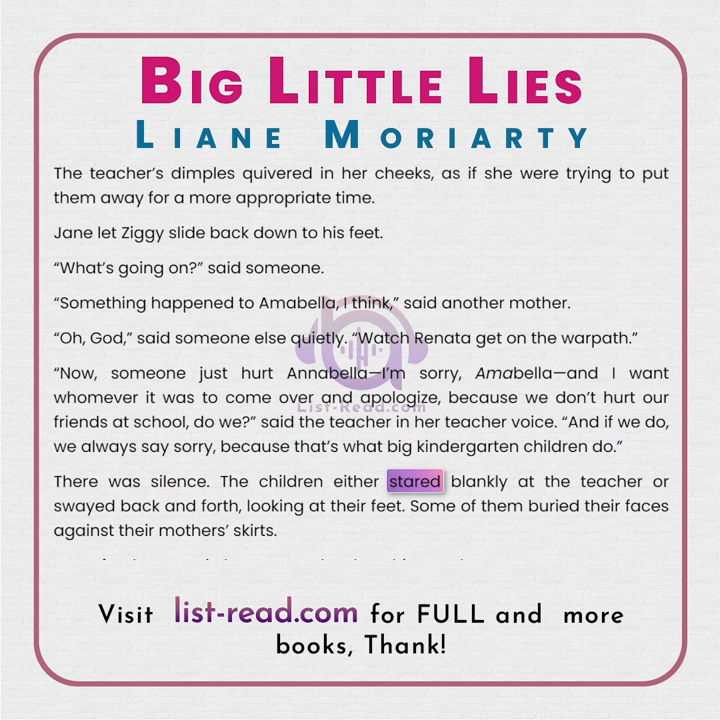 BIG LITTLE LIES
LIANE MORIARTY
The teacher’s dimples quivered in her cheeks, as if she were trying to put
them away for a more appropriate time.
Jane let Ziggy slide back down to his feet.
“What’s going on?” said someone.
“Something happened to Amabella, I think,” said another mother.
“Oh, God,” said someone else quietly. “Watch Renata get on the warpath.”
“Now, someone just hurt Annabella—I’m sorry, Amabella—and I want
whomever it was to come over and apologize, because we don’t hurt our
List-Read.com
friends at school, do we?” said the teacher in her teacher voice. “And if we do,
we always say sorry, because that’s what big kindergarten children do.”
There was silence. The children either stared blankly at the teacher or
swayed back and forth, looking at their feet. Some of them buried their faces
against their mothers’ skirts.
Visit list-read.com for FULL and more
books, Thank!